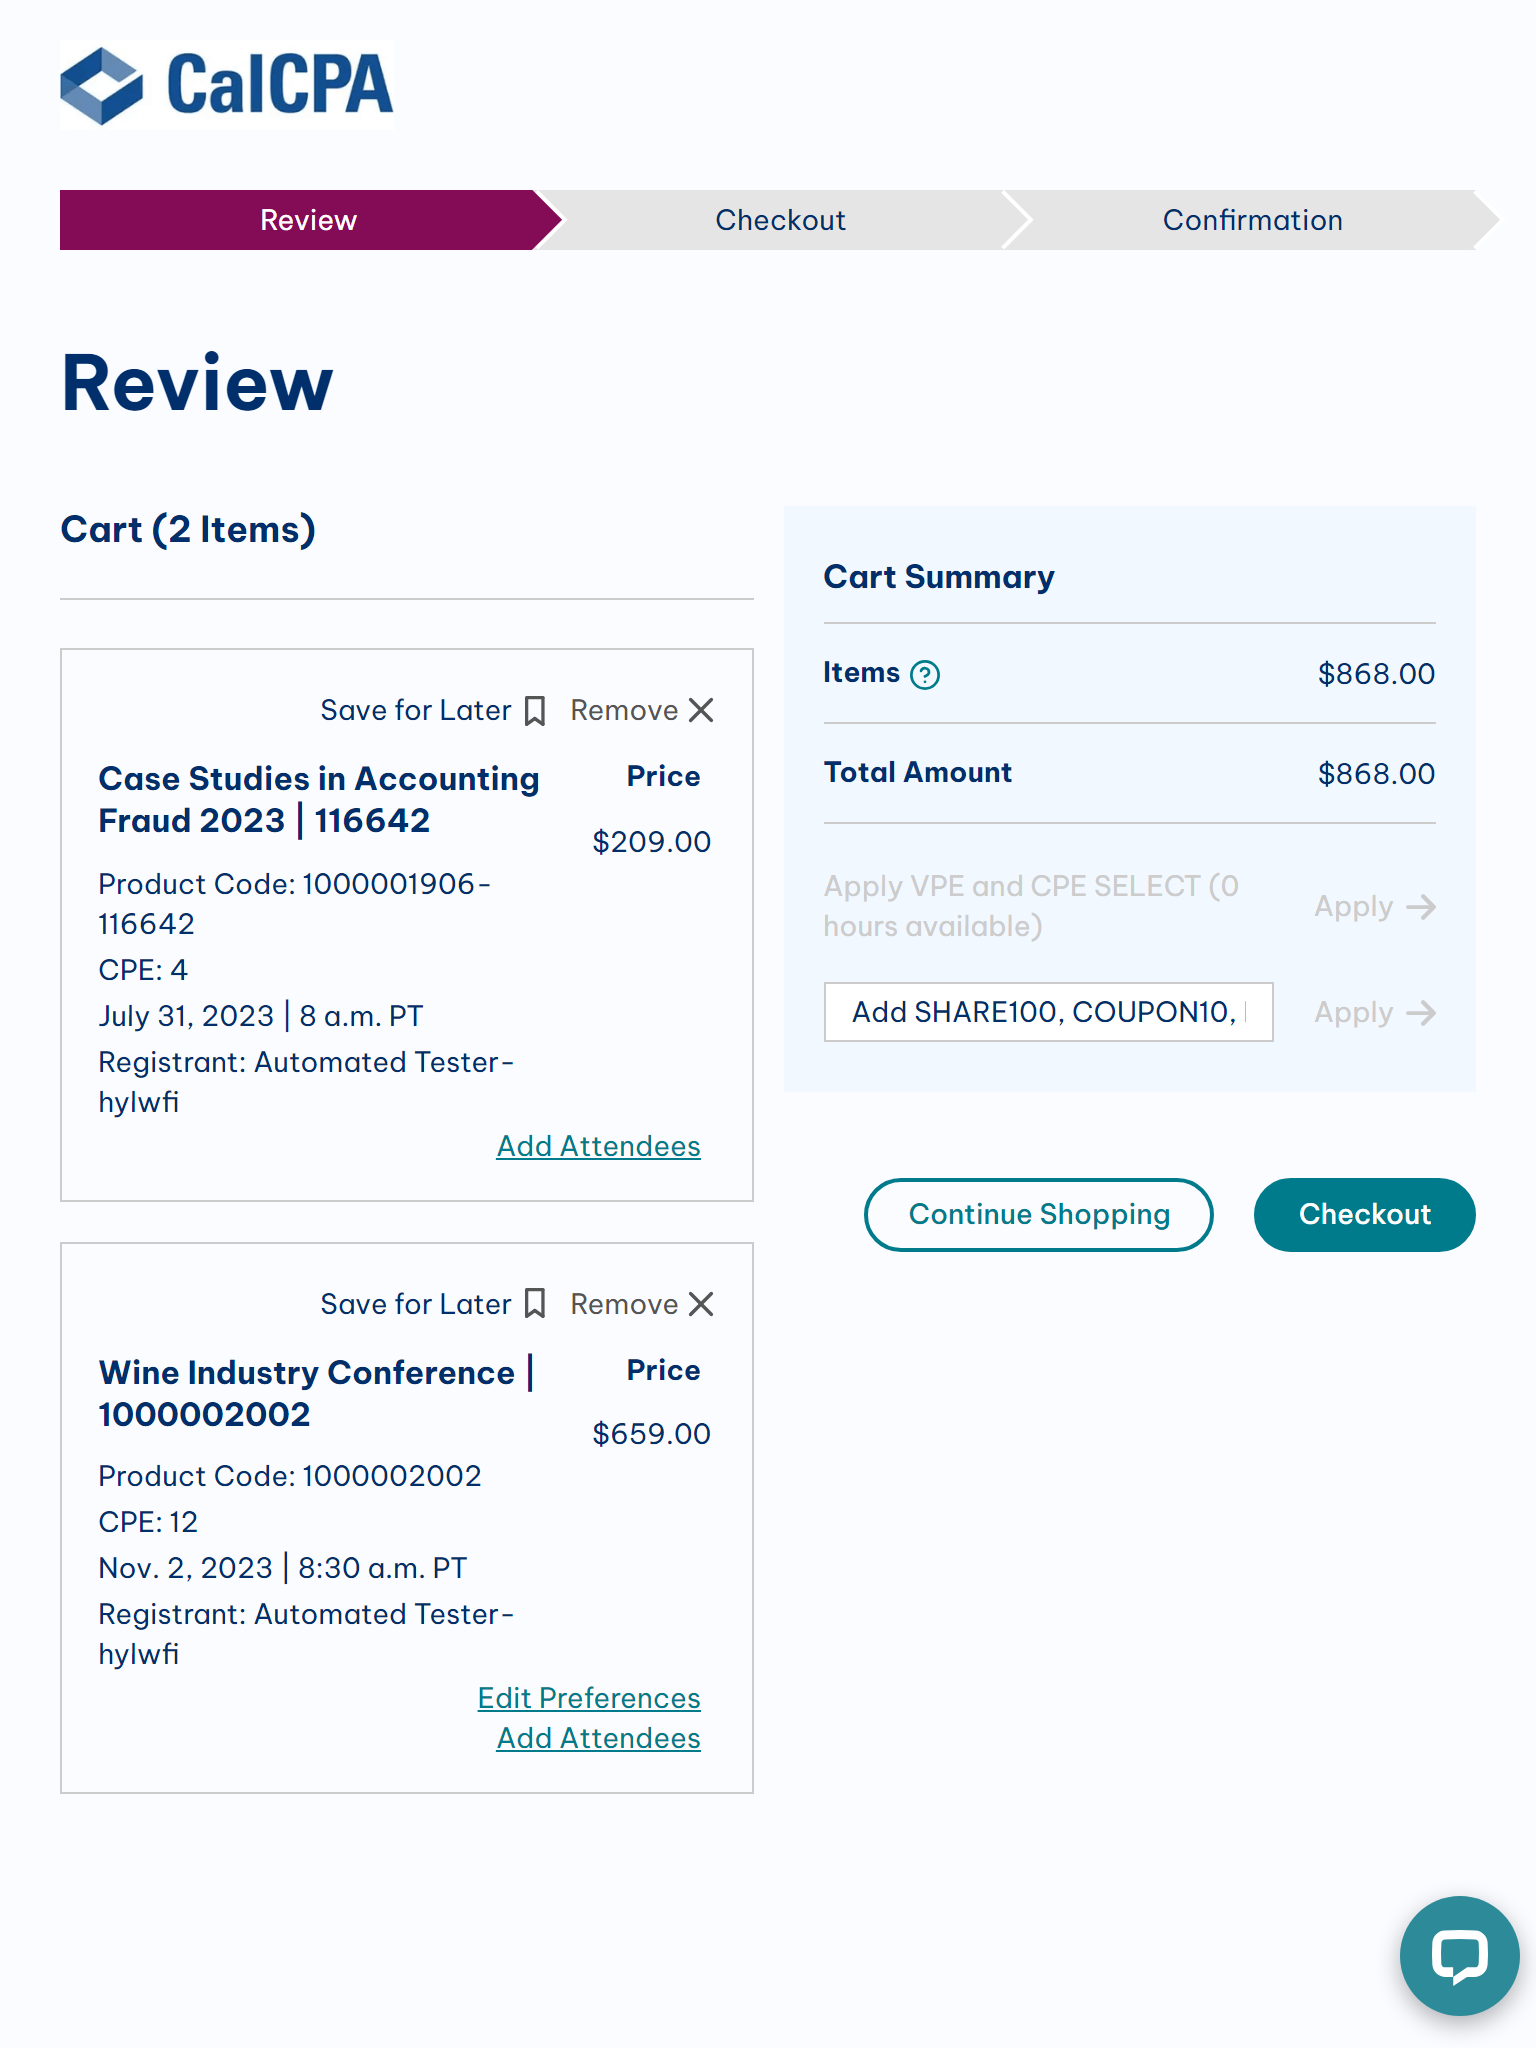 CalCPA
Review
Checkout
Confirmation
Review
Cart (2 Items)
Save for Later
Remove
Case Studies in Accounting
Fraud 2023 | 116642
Price
$209.00
Product Code: 1000001906-
116642
CPE: 4
July 31, 2023 | 8 a.m. PT
Registrant: Automated Tester-
hylwfi
Add Attendees
Save for Later
Remove
Wine Industry Conference |
1000002002
Price
$659.00
Product Code: 1000002002
CPE: 12
Nov. 2, 2023 | 8:30 a.m. PT
Registrant: Automated Tester-
hylwfi
Edit Preferences
Add Attendees
Cart Summary
Items ?
$868.00
Total Amount
$868.00
Apply VPE and CPE SELECT (0
hours available)
Apply
Add SHARE100, COUPON10,
Apply
Continue Shopping
Checkout